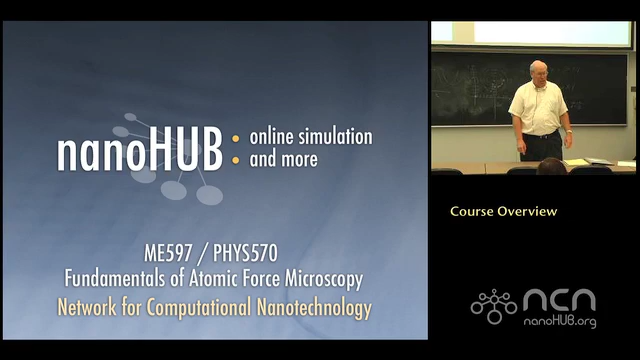 nanoHUB : online simulation
and more
ME597 / PHYS570
Fundamentals of Atomic Force Microscopy
Network for Computational Nanotechnology
Course Overview
ncn
nanoHUB.org